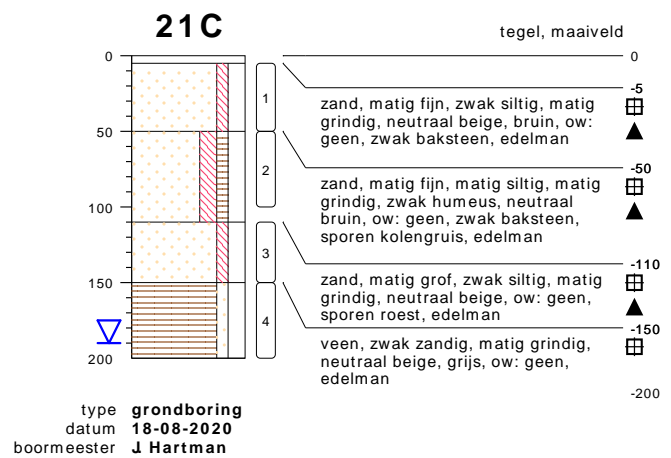 21C
tegel, maaiveld
0
0
-5
1
zand, matig fijn, zwak siltig, matig
grindig, neutraal beige, bruin, ow:
geen, zwak baksteen, edelman
50
-50
2
zand, matig fijn, matig siltig, matig
grindig, zwak humeus, neutraal
bruin, ow: geen, zwak baksteen,
sporen kolengruis, edelman
100
-110
3
zand, matig grof, zwak siltig, matig
grindig, neutraal beige, ow: geen,
sporen roest, edelman
150
-150
4
veen, zwak zandig, matig grindig,
neutraal beige, grijs, ow: geen,
edelman
200
-200
type grondboring
datum 18-08-2020
boormeester J Hartman